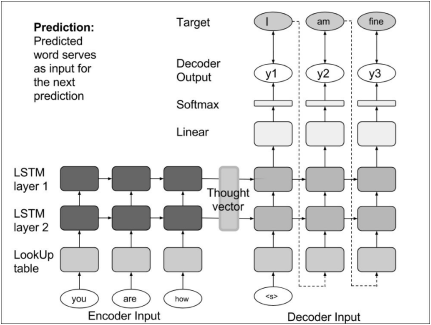 Prediction:
Predicted
word serves
as input for
the next
prediction
Target
I
am
fine
Decoder
Output
y1
y2
y3
Softmax
Linear
LSTM
layer 1
Thought
vector
LSTM
layer 2
LookUp
table
you
are
how
<s>
Encoder Input
Decoder Input